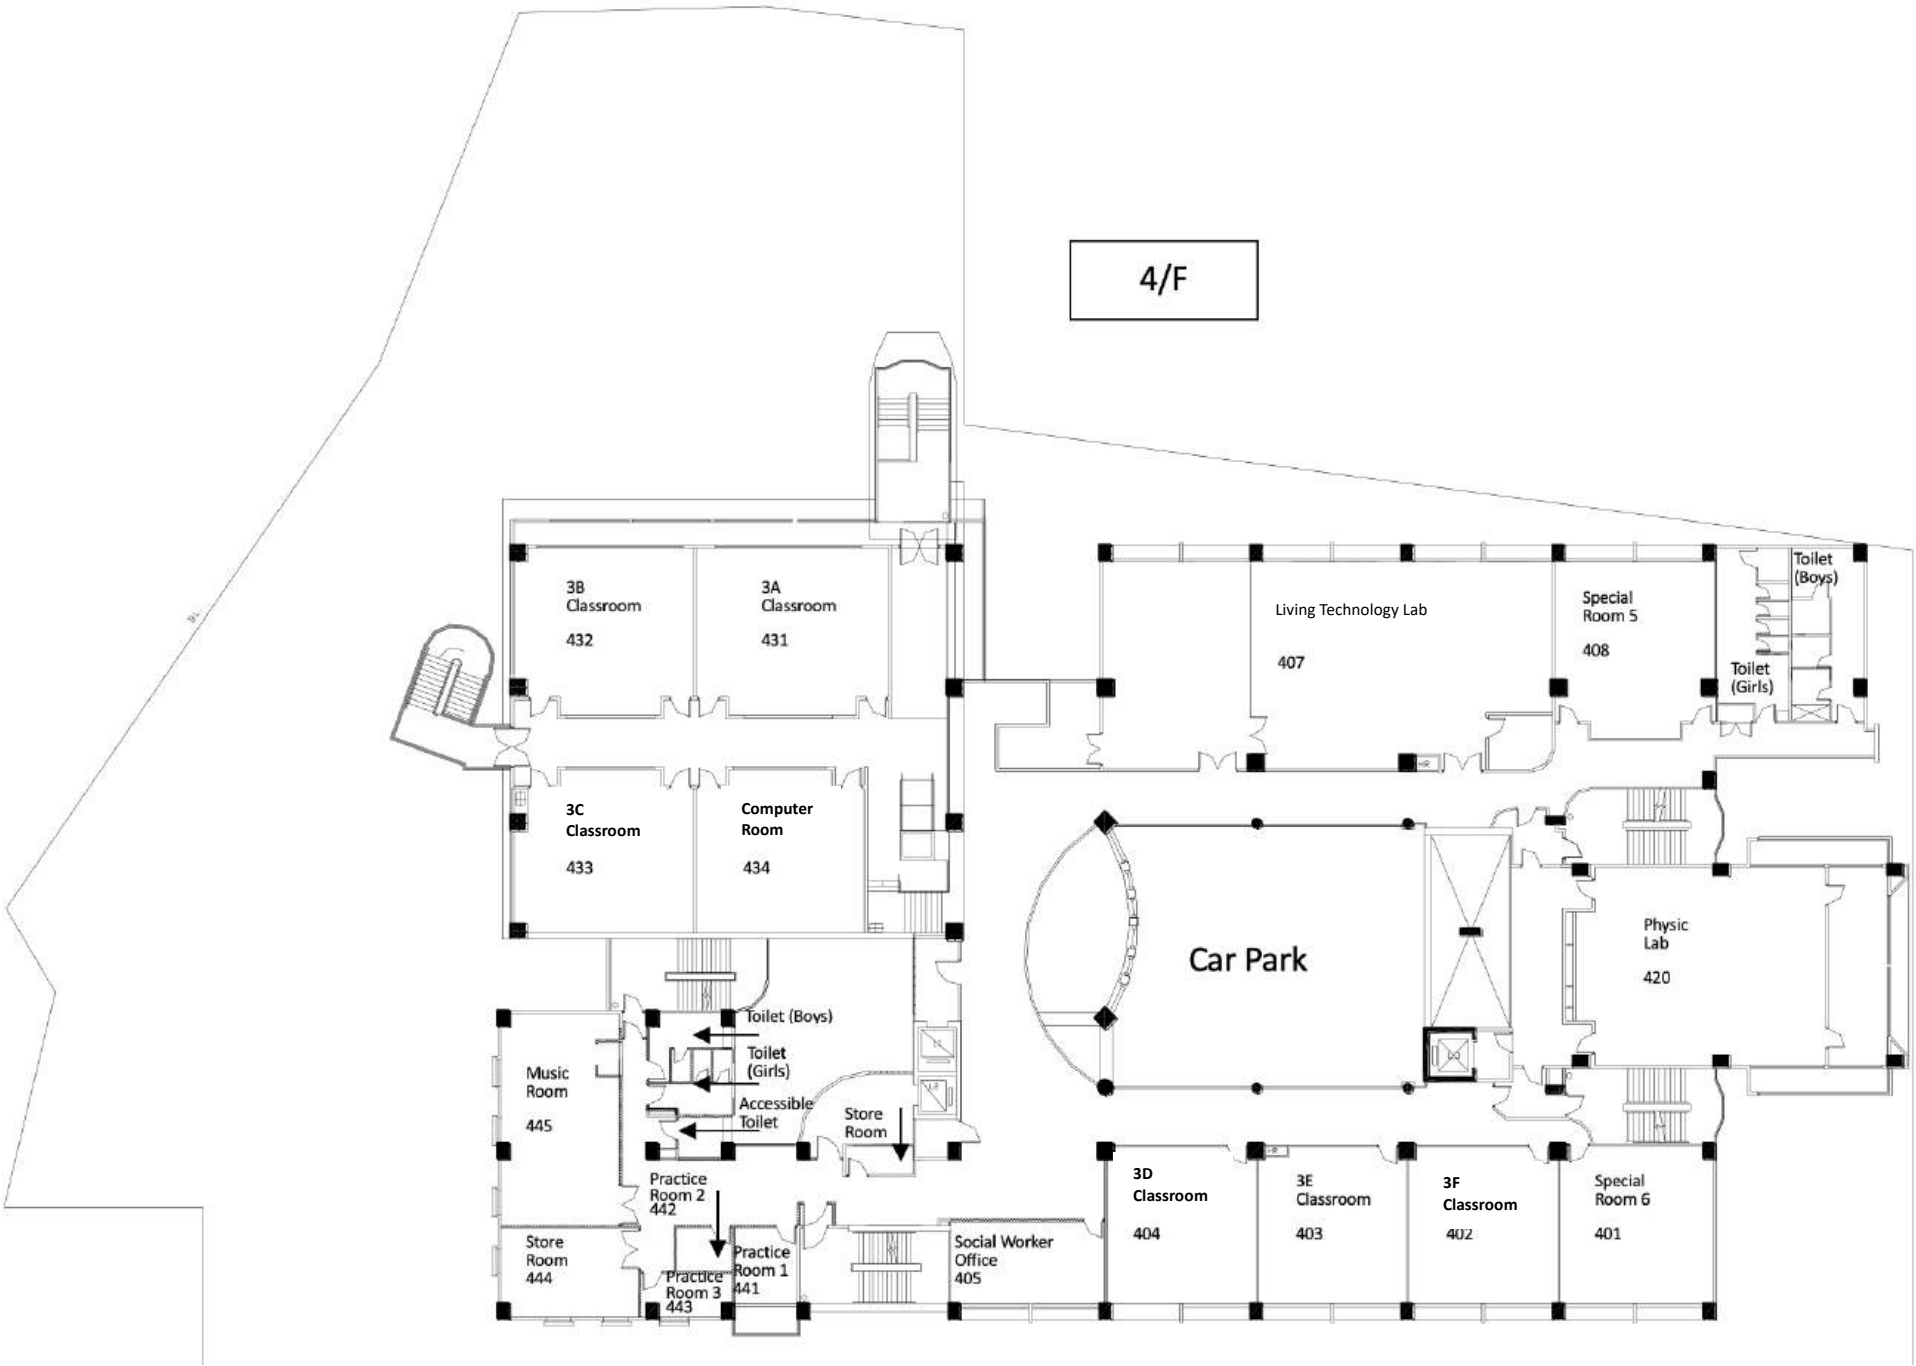 4/F
3B
Classroom
432
3A
Classroom
431
Living Technology Lab
407
Special
Room 5
408
Toilet
(Boys)
Toilet
(Girls)
3C
Classroom
433
Computer
Room
434
HR
Car Park
Physic
Lab
420
Toilet (Boys)
Toilet
(Girls)
Accessible
Toilet
Store
Room
Music
Room
445
Practice
Room 2
442
Store
Room
444
Practice
Room 3
443
Practice
Room 1
441
Social Worker
Office
405
3D
Classroom
404
HR
3E
Classroom
403
3F
Classroom
402
Special
Room 6
401